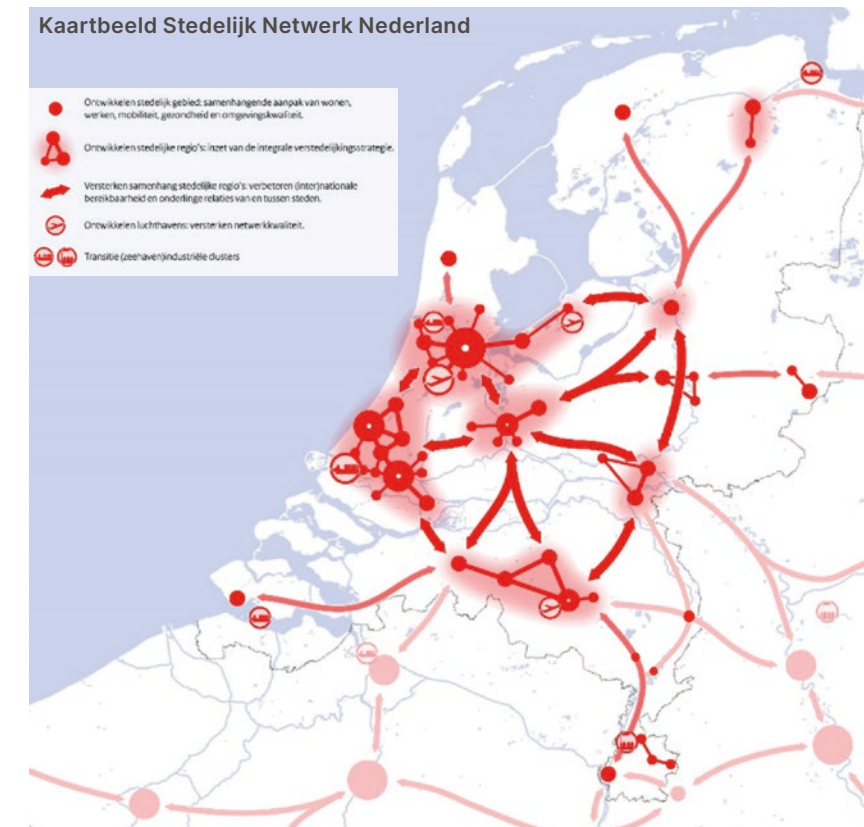 Kaartbeeld Stedelijk Netwerk Nederland
Ontwikkelen stedelijk gebied: samenhangende aanpak van wonen,
werken, mobiliteit, gezondheid en omgevingskwaliteit.
Ontwikkelen stedelijke regio's: inzet van de integrale verstedelijkingsstrategie.
Versterken samenhang stedelijke regio's: verbeteren (inter)nationale
bereikbaarheid en onderlinge relaties van en tussen steden.
Ontwikkelen luchthavens: versterken netwerkkwaliteit.
Transitie (zeehaven)industriële clusters